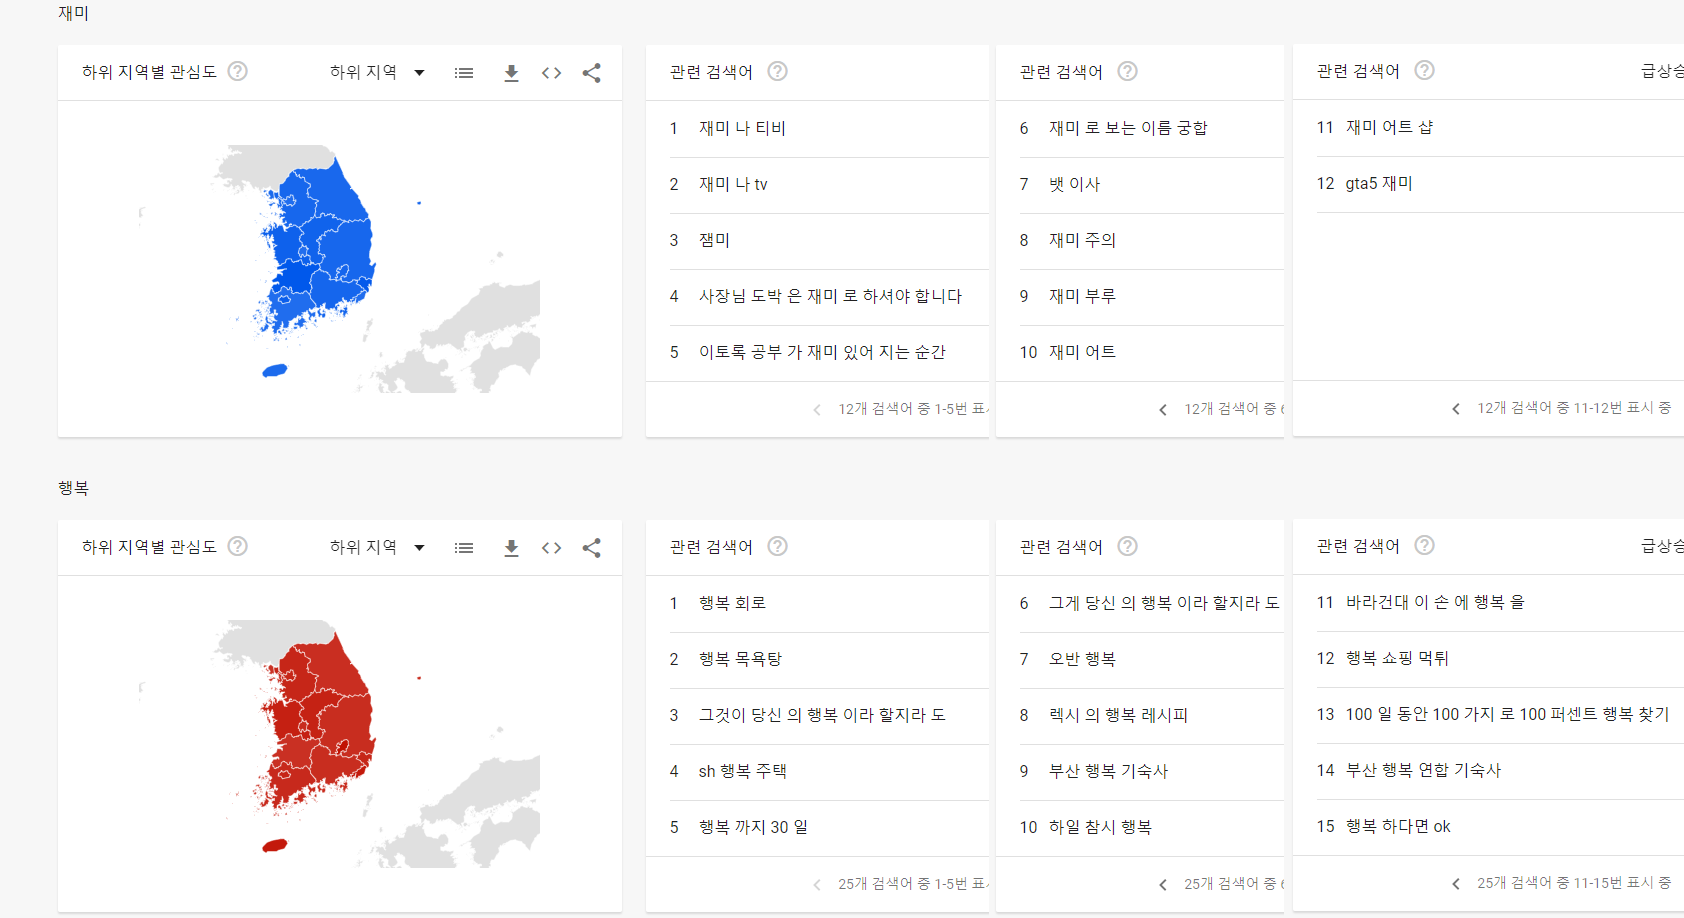 재미
하위 지역별 관심도
하위 지역
관련 검색어
1 재미 나 티비
2 재미 나 tv
3 잼미
4 사장님 도박 은 재미 로 하셔야 합니다
5 이토록 공부 가 재미 있어 지는 순간
12개 검색어 중 1-5번
관련 검색어
6 재미 로 보는 이름 궁합
7 뱃 이사
8 재미 주의
9 재미 부루
10 재미 어트
12개 검색어 중
관련 검색어 급상승
11 재미 어트 샵
12 gta5 재미
12개 검색어 중 11-12번 표시 중
행복
하위 지역별 관심도
하위 지역
관련 검색어
1 행복 회로
2 행복 목욕탕
3 그것이 당신 의 행복 이라 할지라 도
4 sh 행복 주택
5 행복 까지 30 일
25개 검색어 중 1-5번
관련 검색어
6 그게 당신 의 행복 이라 할지라 도
7 오반 행복
8 렉시 의 행복 레시피
9 부산 행복 기숙사
10 하일 참시 행복
25개 검색어 중
관련 검색어 급상승
11 바라건대 이 손 에 행복 을
12 행복 쇼핑 먹튀
13 100 일 동안 100 가지 로 100 퍼센트 행복 찾기
14 부산 행복 연합 기숙사
15 행복 하다면 ok
25개 검색어 중 11-15번 표시 중